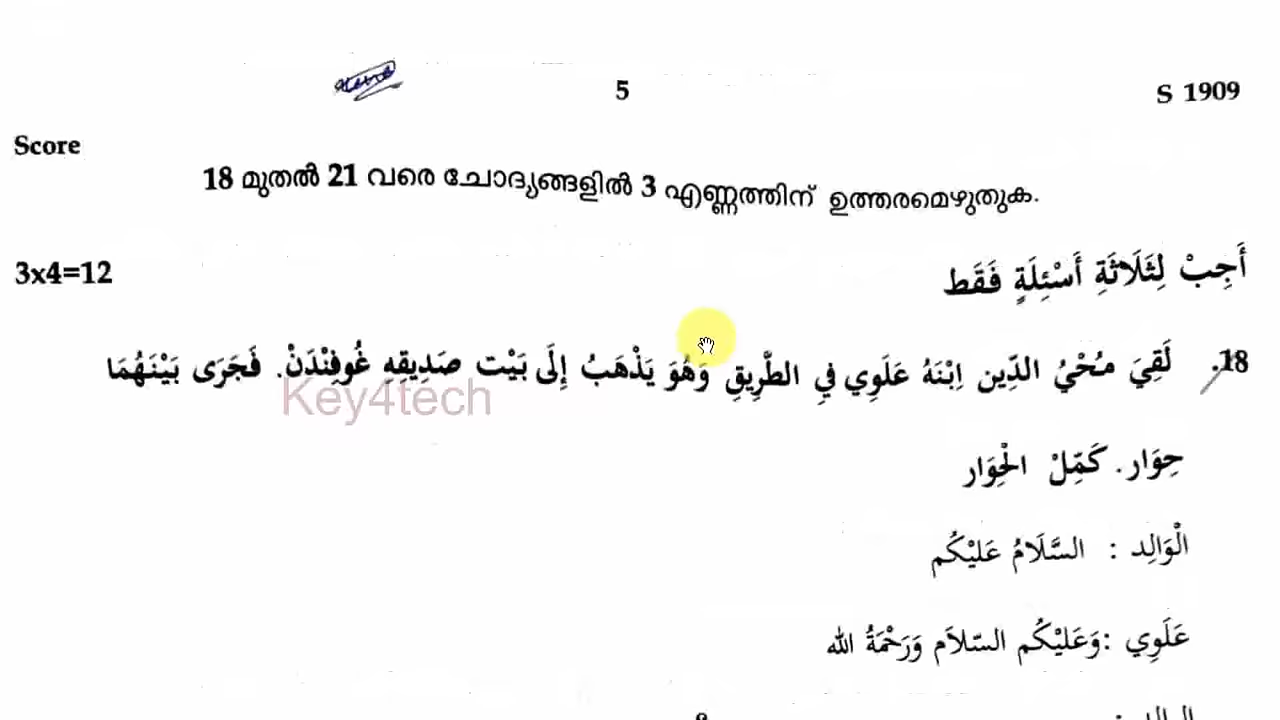 5
S 1909
Score
18 മുതൽ 21 വരെ ചോദ്യങ്ങളിൽ 3 എണ്ണത്തിന് ഉത്തരമെഴുതുക.
3x4=12
أَجِبْ لِثَلَاثَةِ أَسْئِلَةٍ فَقَط
18. لَقِيَ مُحْيُ الدِّين اِبْنَهُ عَلَوِي فِي الطَّرِيقِ وَهُوَ يَذْهَبُ إِلَى بَيْت صَدِيقِهِ غُوفِنْدَنْ. فَجَرَى بَيْنَهُمَا
Key4tech
حِوَار. كَمِّلْ الْحِوَار
الْوَالِد : السَّلَامُ عَلَيْكُم
عَلَوِي :وَعَلَيْكُم السّلاَم وَرَحْمَةُ الله